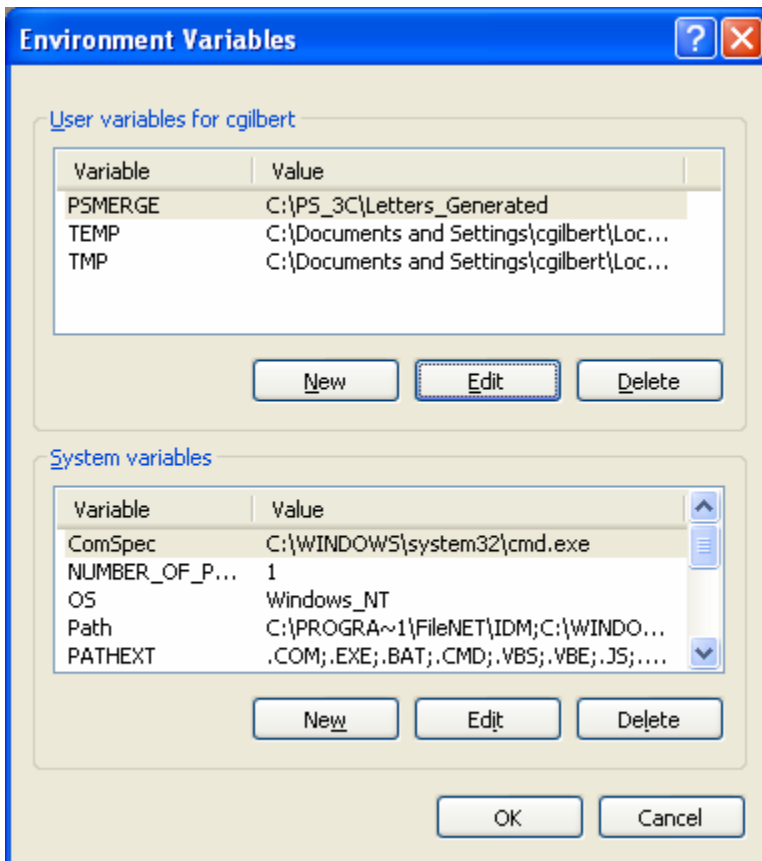 Environment Variables
User variables for cgilbert
Variable Value
PSMERGE C:\PS_3C\Letters_Generated
TEMP C:\Documents and Settings\cgilbert\Loc...
TMP C:\Documents and Settings\cgilbert\Loc...
New Edit Delete
System variables
Variable Value
ComSpec C:\WINDOWS\system32\cmd.exe
NUMBER_OF_P... 1
OS Windows_NT
Path C:\PROGRA~1\FileNET\IDM;C:\WINDO...
PATHEXT .COM;.EXE;.BAT;.CMD;.VBS;.VBE;.JS;....
New Edit Delete
OK Cancel